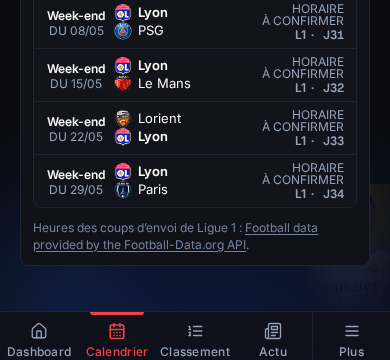 Week-end
DU 08/05
Lyon
PSG
HORAIRE
À CONFIRMER
L1 · J31
Week-end
DU 15/05
Lyon
Le Mans
HORAIRE
À CONFIRMER
L1 · J32
Week-end
DU 22/05
Lorient
Lyon
HORAIRE
À CONFIRMER
L1 · J33
Week-end
DU 29/05
Lyon
Paris
HORAIRE
À CONFIRMER
L1 · J34
Heures des coups d'envoi de Ligue 1 : Football data
provided by the Football-Data.org API.
Dashboard
Calendrier
Classement
Actu
Plus